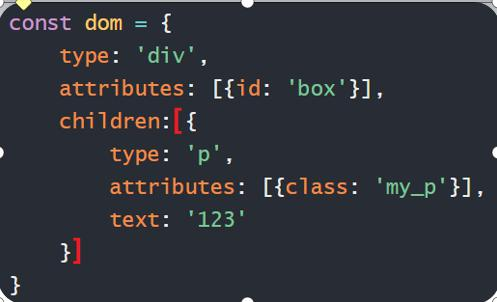 const dom = {
    type: 'div',
    attributes: [{id: 'box'}],
    children:[{
        type: 'p',
        attributes: [{class: 'my_p'}],
        text: '123'
    }]
}